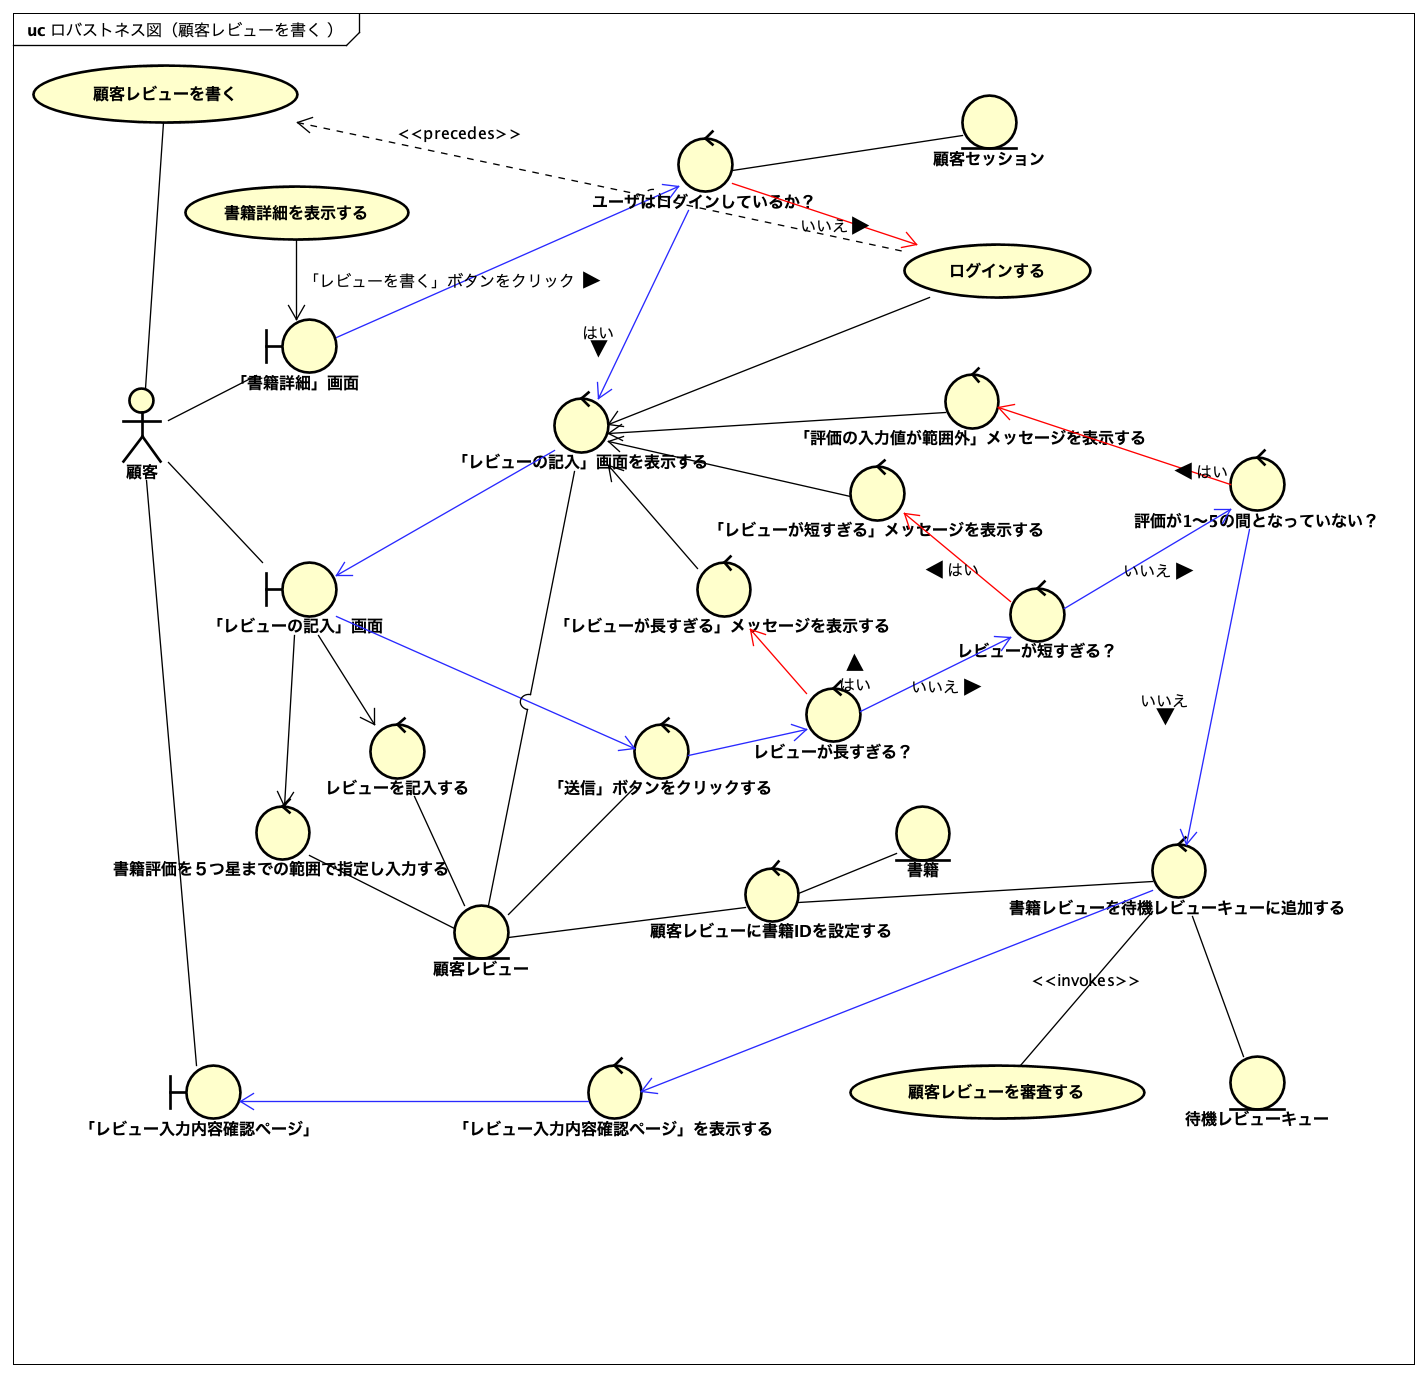 uc ロバストネス図（顧客レビューを書く ）
顧客レビューを書く
<<precedes>>
顧客セッション
ユーザはログインしているか？
書籍詳細を表示する
いいえ
ログインする
「レビューを書く」ボタンをクリック
はい
「書籍詳細」画面
「評価の入力値が範囲外」メッセージを表示する
「レビューの記入」画面を表示する
顧客
はい
評価が1〜5の間となっていない？
「レビューが短すぎる」メッセージを表示する
はい
いいえ
「レビューの記入」画面
「レビューが長すぎる」メッセージを表示する
レビューが短すぎる？
はい
いいえ
いいえ
レビューが長すぎる？
レビューを記入する
「送信」ボタンをクリックする
書籍評価を５つ星までの範囲で指定し入力する
書籍
書籍レビューを待機レビューキューに追加する
顧客レビューに書籍IDを設定する
顧客レビュー
<<invokes>>
顧客レビューを審査する
待機レビューキュー
「レビュー入力内容確認ページ」
「レビュー入力内容確認ページ」を表示する